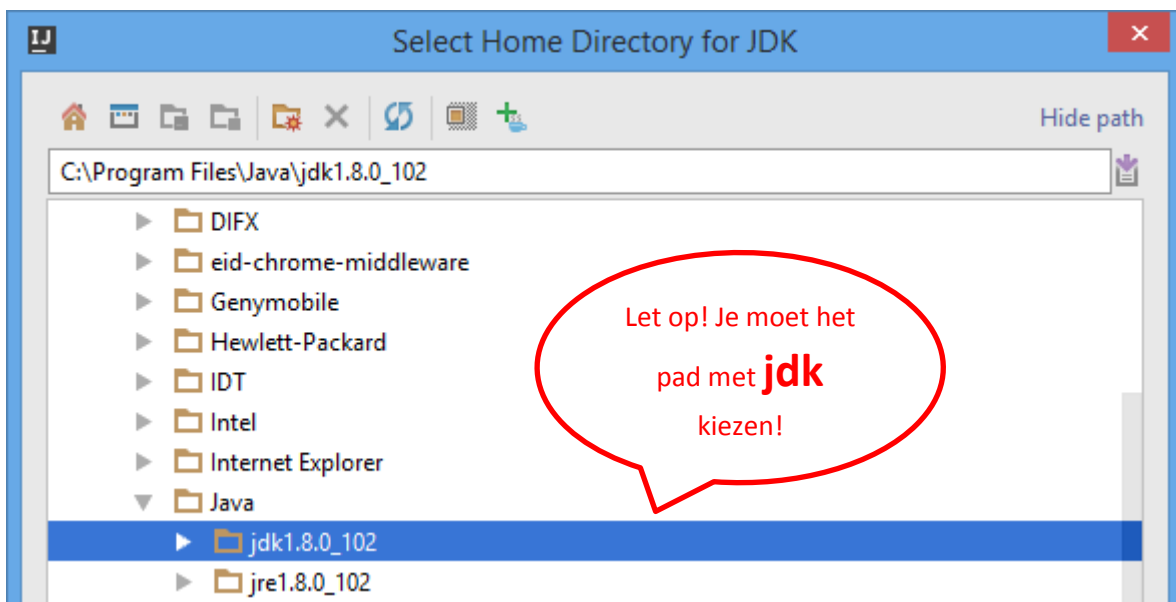 IJ
Select Home Directory for JDK
Hide path
C:\Program Files\Java\jdk1.8.0_102
DIFX
eid-chrome-middleware
Genymobile
Hewlett-Packard
IDT
Intel
Internet Explorer
Java
jdk1.8.0_102
jre1.8.0_102
Let op! Je moet het
pad met jdk
kiezen!